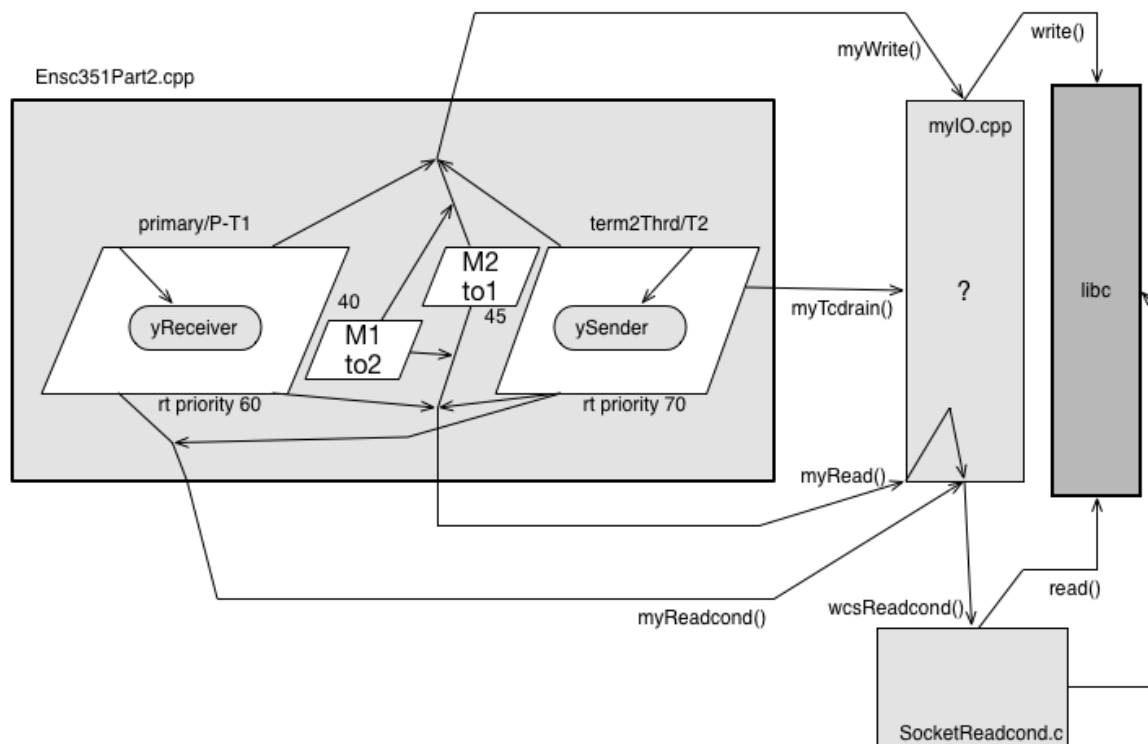 write()
myWrite()
Ensc351Part2.cpp
myIO.cpp
primary/P-T1
term2Thrd/T2
M2
to1
40
45
?
libc
yReceiver
M1
to2
ySender
myTcdrain()
rt priority 60
rt priority 70
myRead()
read()
wcsReadcond()
myReadcond()
SocketReadcond.c